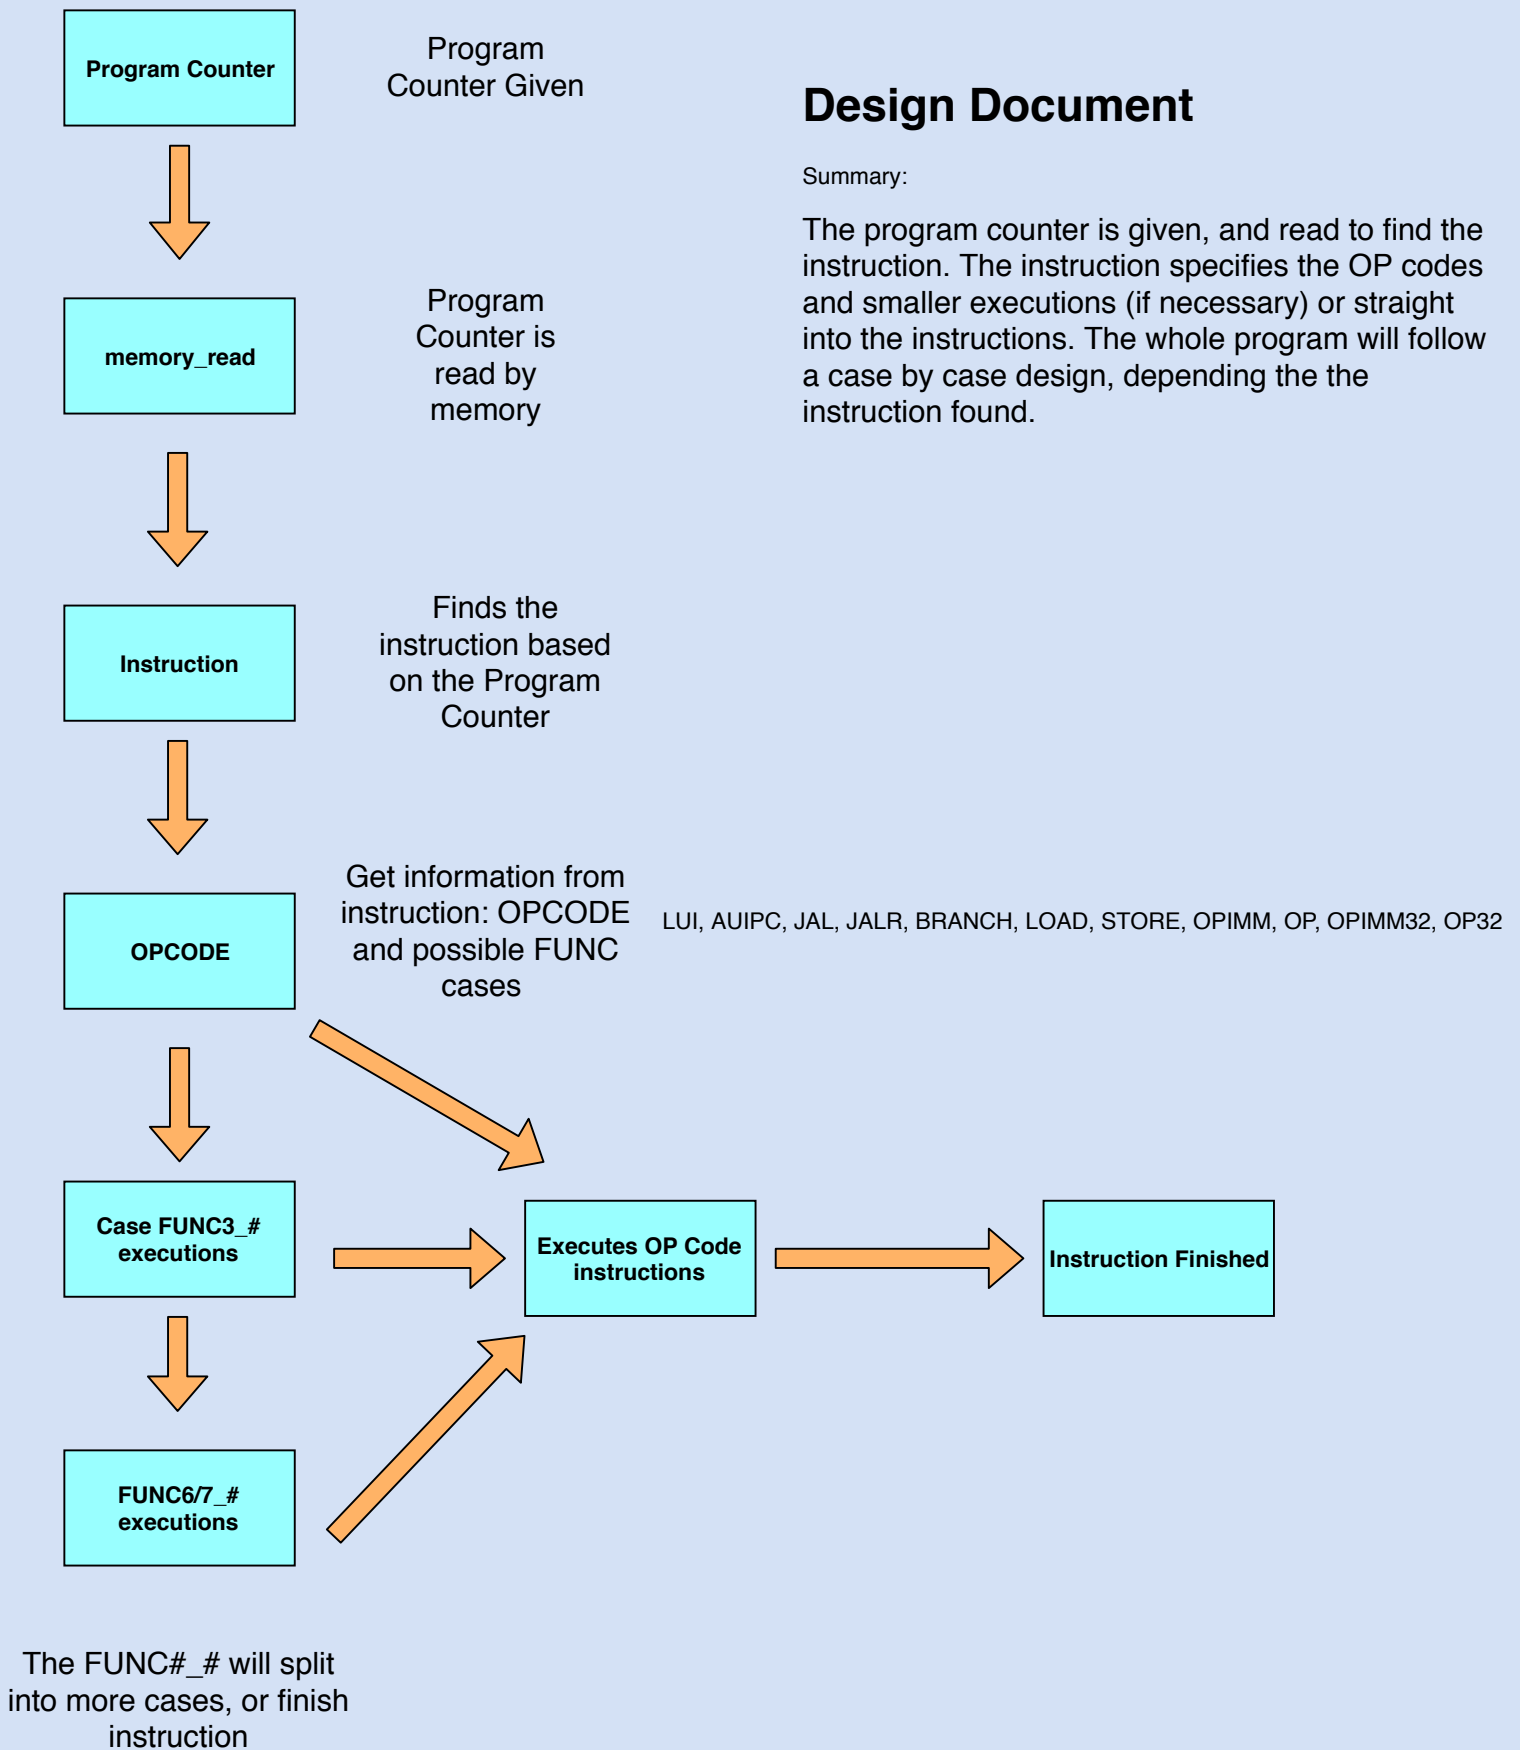 Program Counter
Program
Counter Given
Design Document
Summary:
The program counter is given, and read to find the
instruction. The instruction specifies the OP codes
and smaller executions (if necessary) or straight
into the instructions. The whole program will follow
a case by case design, depending the the
instruction found.
memory_read
Program
Counter is
read by
memory
Instruction
Finds the
instruction based
on the Program
Counter
OPCODE
Get information from
instruction: OPCODE
and possible FUNC
cases
LUI, AUIPC, JAL, JALR, BRANCH, LOAD, STORE, OPIMM, OP, OPIMM32, OP32
Case FUNC3_#
executions
Executes OP Code
instructions
Instruction Finished
FUNC6/7_#
executions
The FUNC#_# will split
into more cases, or finish
instruction